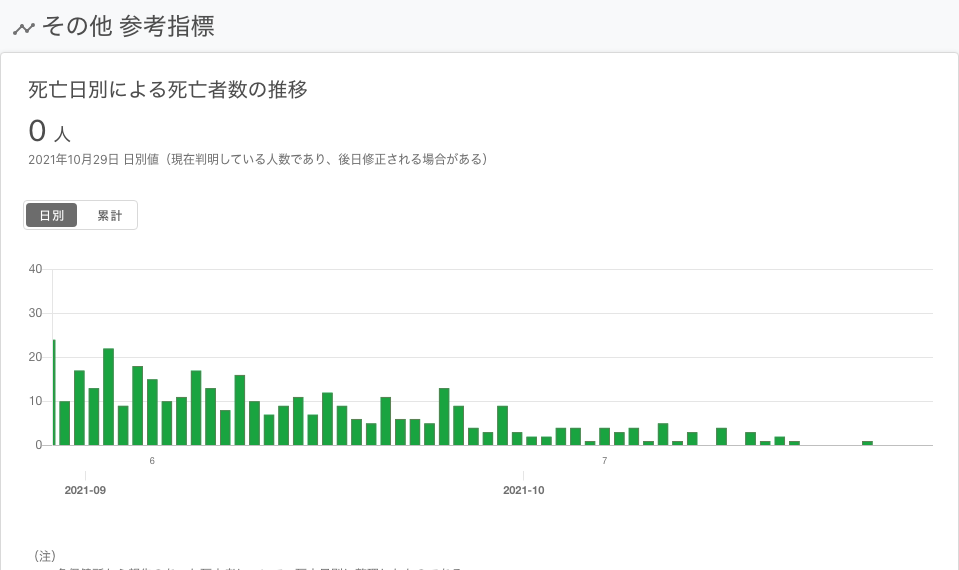 その他 参考指標
死亡日別による死亡者数の推移
0 人
2021年10月29日 日別値（現在判明している人数であり、後日修正される場合がある）
日別 累計
40
30
20
10
0
6 7
2021-09 2021-10
（注）